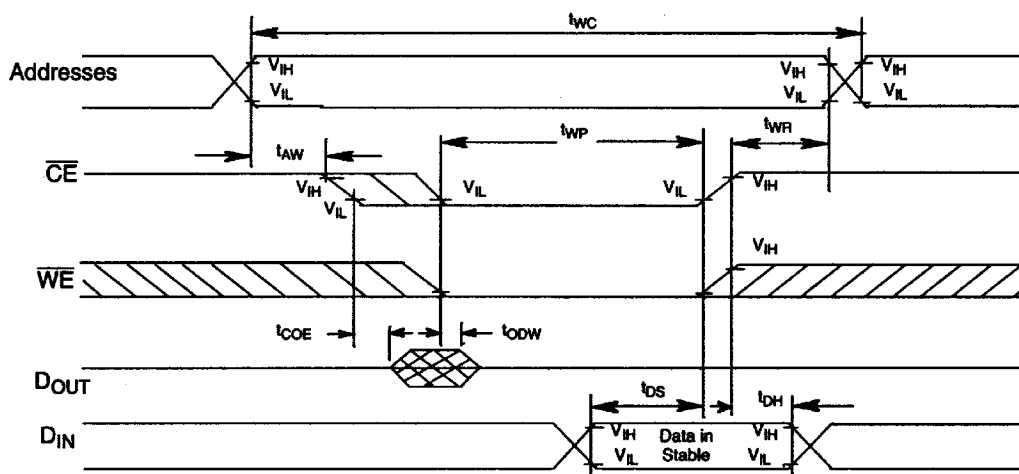 tWC
Addresses
VIH
VIL
VIH
VIL
VIH
VIL
tAW
tWP
tWR
CE
VIH
VIL
VIL
VIL
VIH
WE
VIH
tCOE
tODW
DOUT
tDS
tDH
DIN
VIH
VIL
Data in
Stable
VIH
VIL